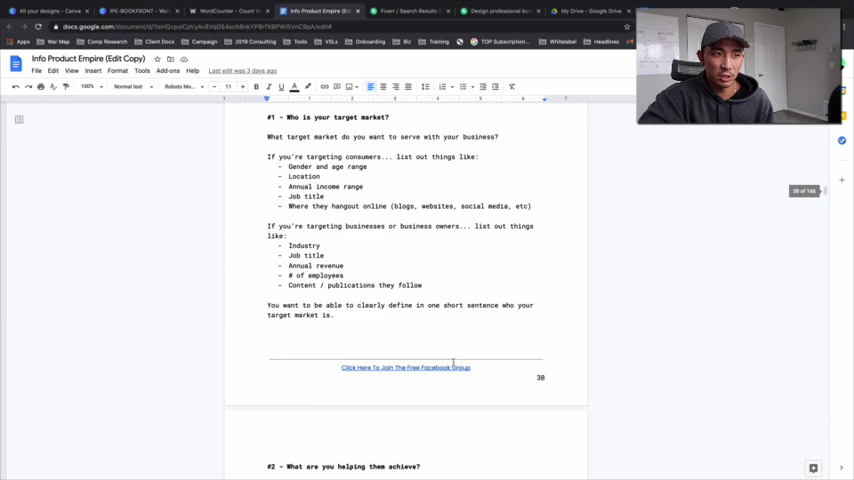 All your designs - Canva
IPE-BOOKFRONT -
WordCounter - Count W
Info Product Empire (Edit
Fiverr / Search Results
Design professional bo
My Drive - Google Drive
docs.google.com
Apps
War Map
Comp Research
Client Docs
Campaign
2019 Consulting
Tools
VSLs
Onboarding
Biz
Training
TOP Subscription...
Whitelabel
Headlines
Info Product Empire (Edit Copy)
File Edit View Insert Format Tools Add-ons Help Last edit was 3 days ago
100% Normal text Roboto Mo... 11
38 of 166
#1 - Who is your target market?
What target market do you want to serve with your business?
If you're targeting consumers... list out things like:
- Gender and age range
- Location
- Annual income range
- Job title
- Where they hangout online (blogs, websites, social media, etc)
If you're targeting businesses or business owners... list out things
like:
- Industry
- Job title
- Annual revenue
- # of employees
- Content / publications they follow
You want to be able to clearly define in one short sentence who your
target market is.
Click Here To Join The Free Facebook Group
38
#2 - What are you helping them achieve?